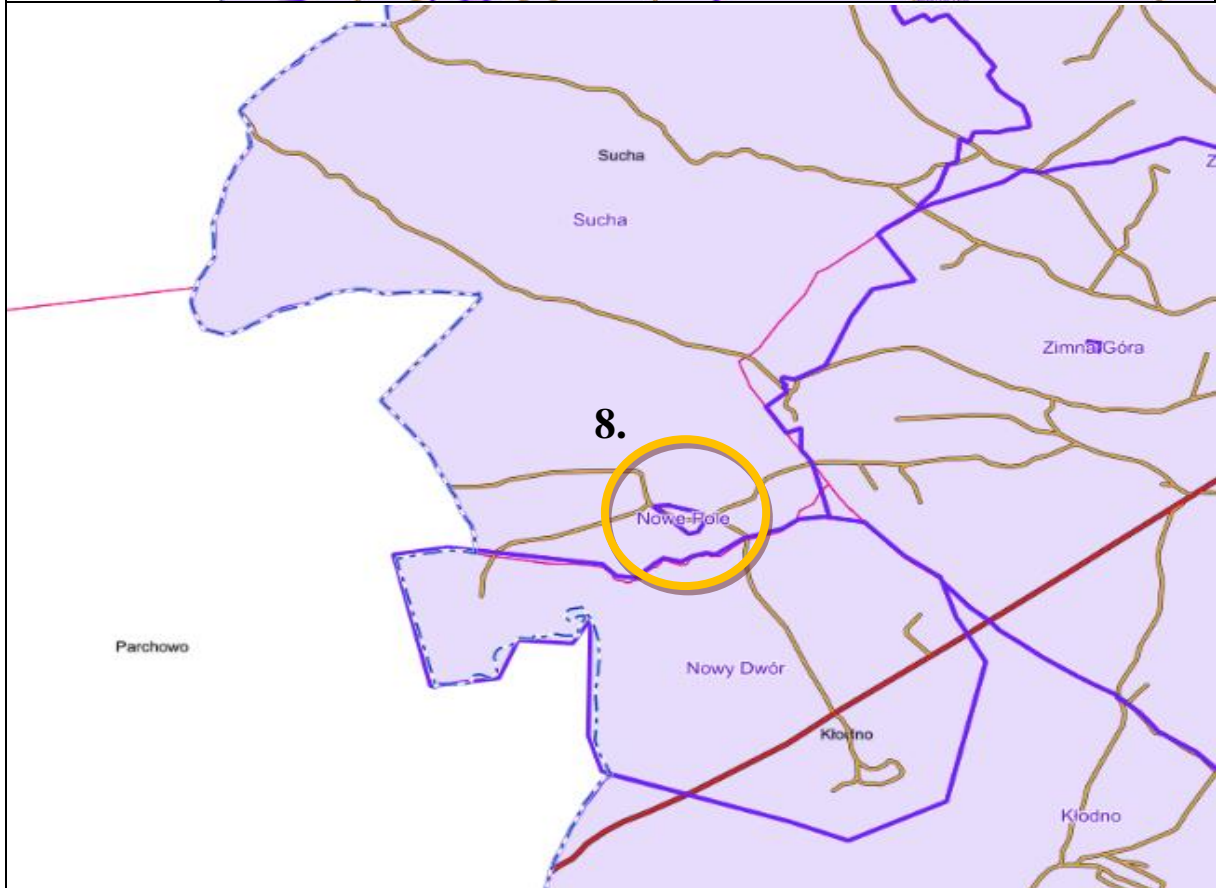 Sucha
Sucha
Zimna Góra
8.
Nowe Pole
Parchowo
Nowy Dwór
Kłodno
Kłodno